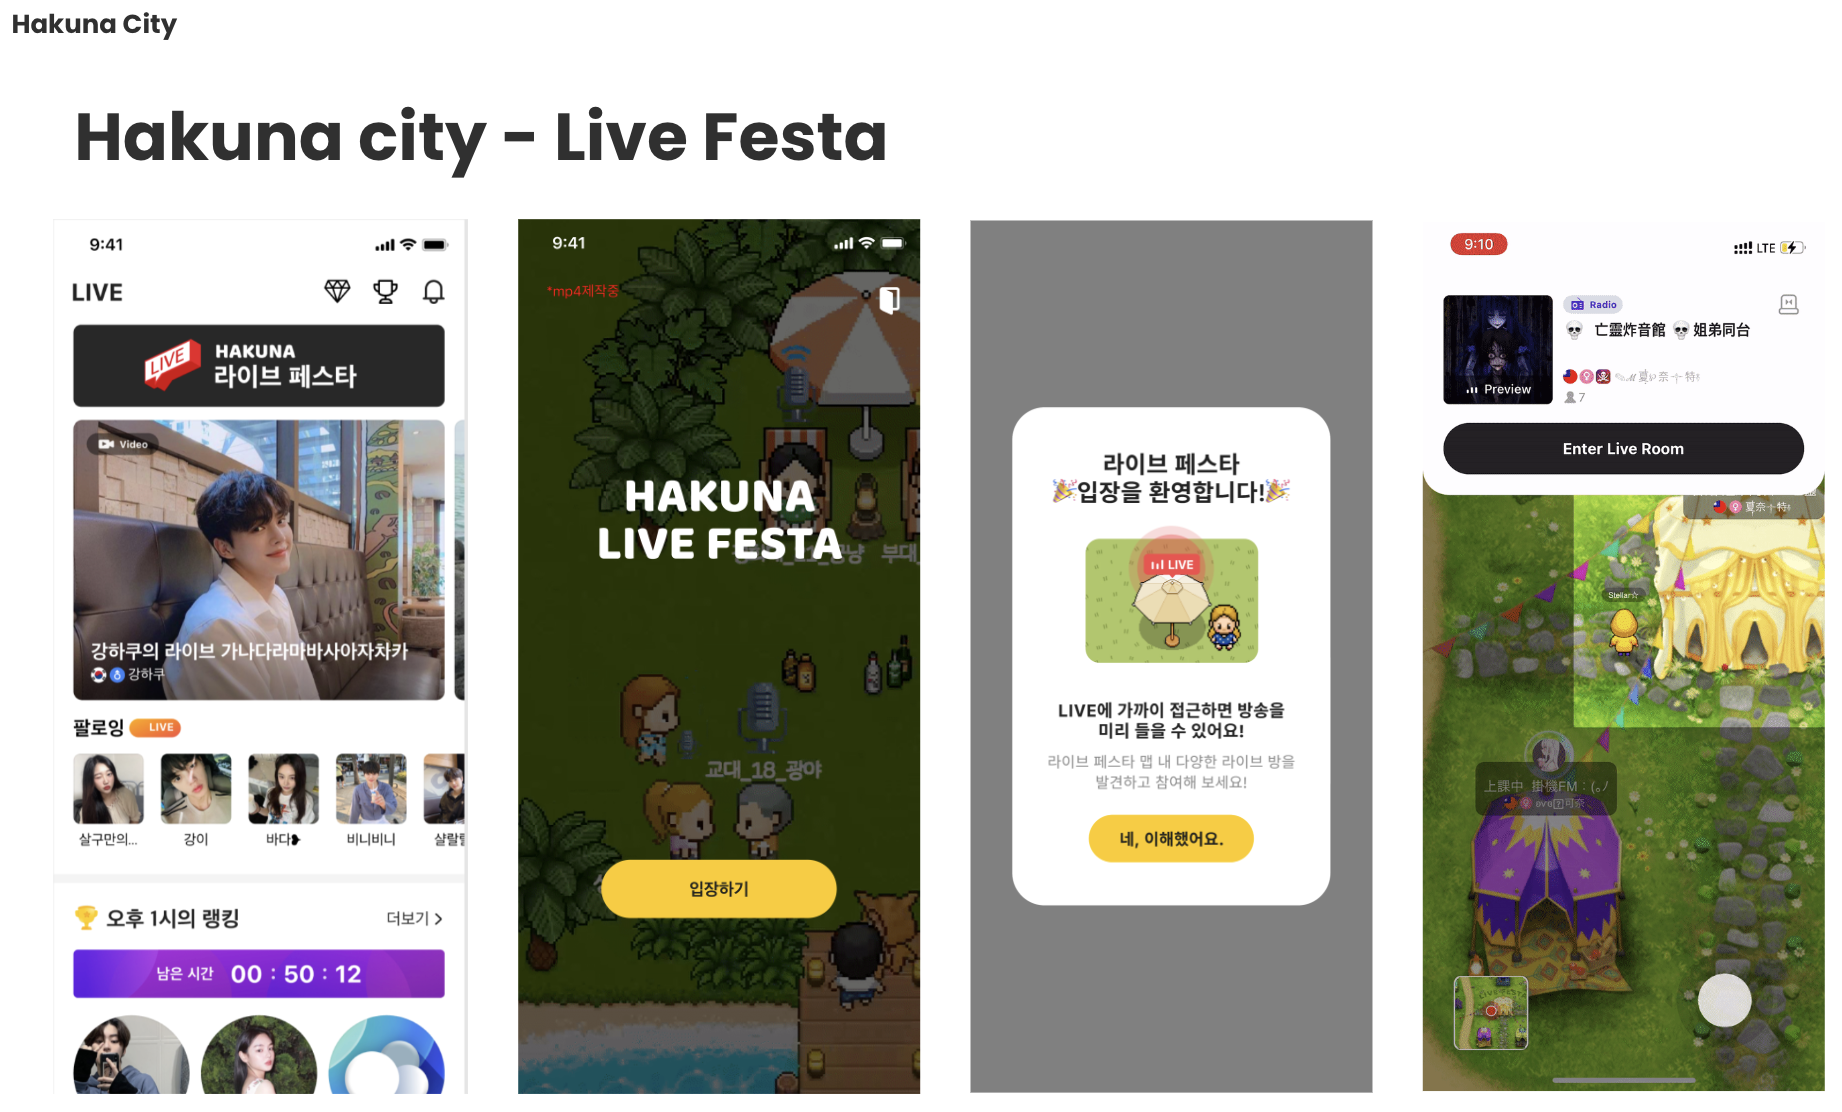 Hakuna City
Hakuna city - Live Festa
9:41
LIVE
LIVE
HAKUNA
라이브 페스타
Video
강하쿠의 라이브 가나다라마바사아자차카
강하쿠
팔로잉 LIVE
살구만의... 강이 바다 비니비니 샬랄
오후 1시의 랭킹 더보기 >
남은 시간 00 : 50 : 12
9:41
*mp4제작중
HAKUNA
LIVE FESTA
교대_18_광야
입장하기
라이브 페스타
🎉입장을 환영합니다!🎉
LIVE
LIVE에 가까이 접근하면 방송을
미리 들을 수 있어요!
라이브 페스타 맵 내 다양한 라이브 방을
발견하고 참여해 보세요!
네, 이해했어요.
9:10 LTE
Radio
💀 亡靈炸音館 💀姐弟同台
Preview
7
Enter Live Room
Stellar☆
上課中 掛機FM：(。ﾉ